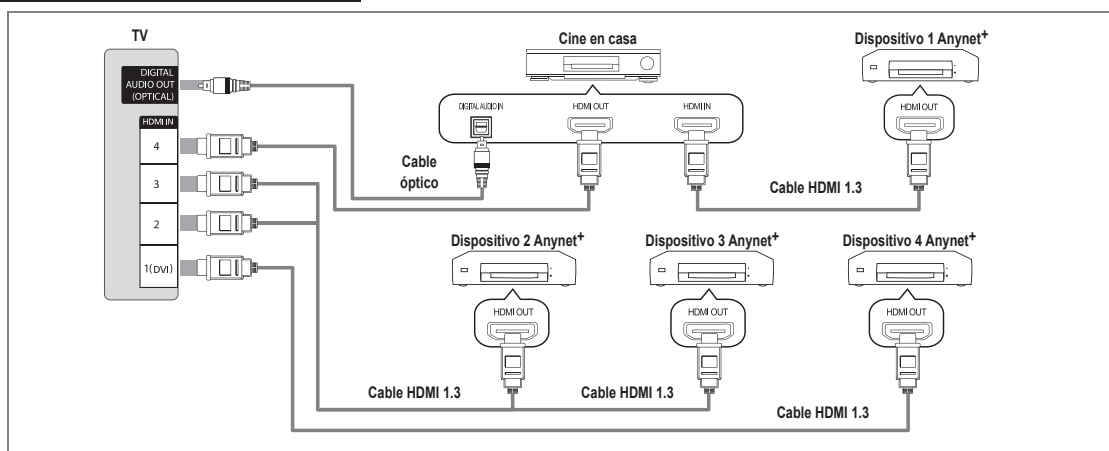 TV
DIGITAL
AUDIO OUT
(OPTICAL)
HDMI IN
4
3
2
1(DVI)
Cine en casa
DIGITAL AUDIO IN
HDMI OUT
HDMI IN
Cable
óptico
Dispositivo 1 Anynet+
HDMI OUT
Cable HDMI 1.3
Dispositivo 2 Anynet+
HDMI OUT
Dispositivo 3 Anynet+
HDMI OUT
Dispositivo 4 Anynet+
HDMI OUT
Cable HDMI 1.3
Cable HDMI 1.3
Cable HDMI 1.3